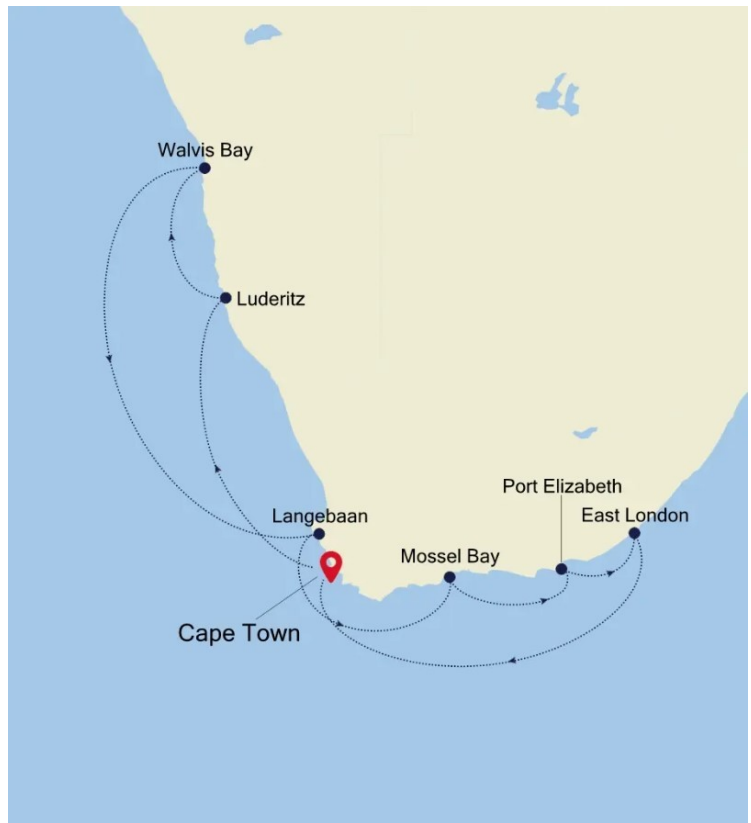 Walvis Bay
Luderitz
Port Elizabeth
Langebaan
East London
Mossel Bay
Cape Town